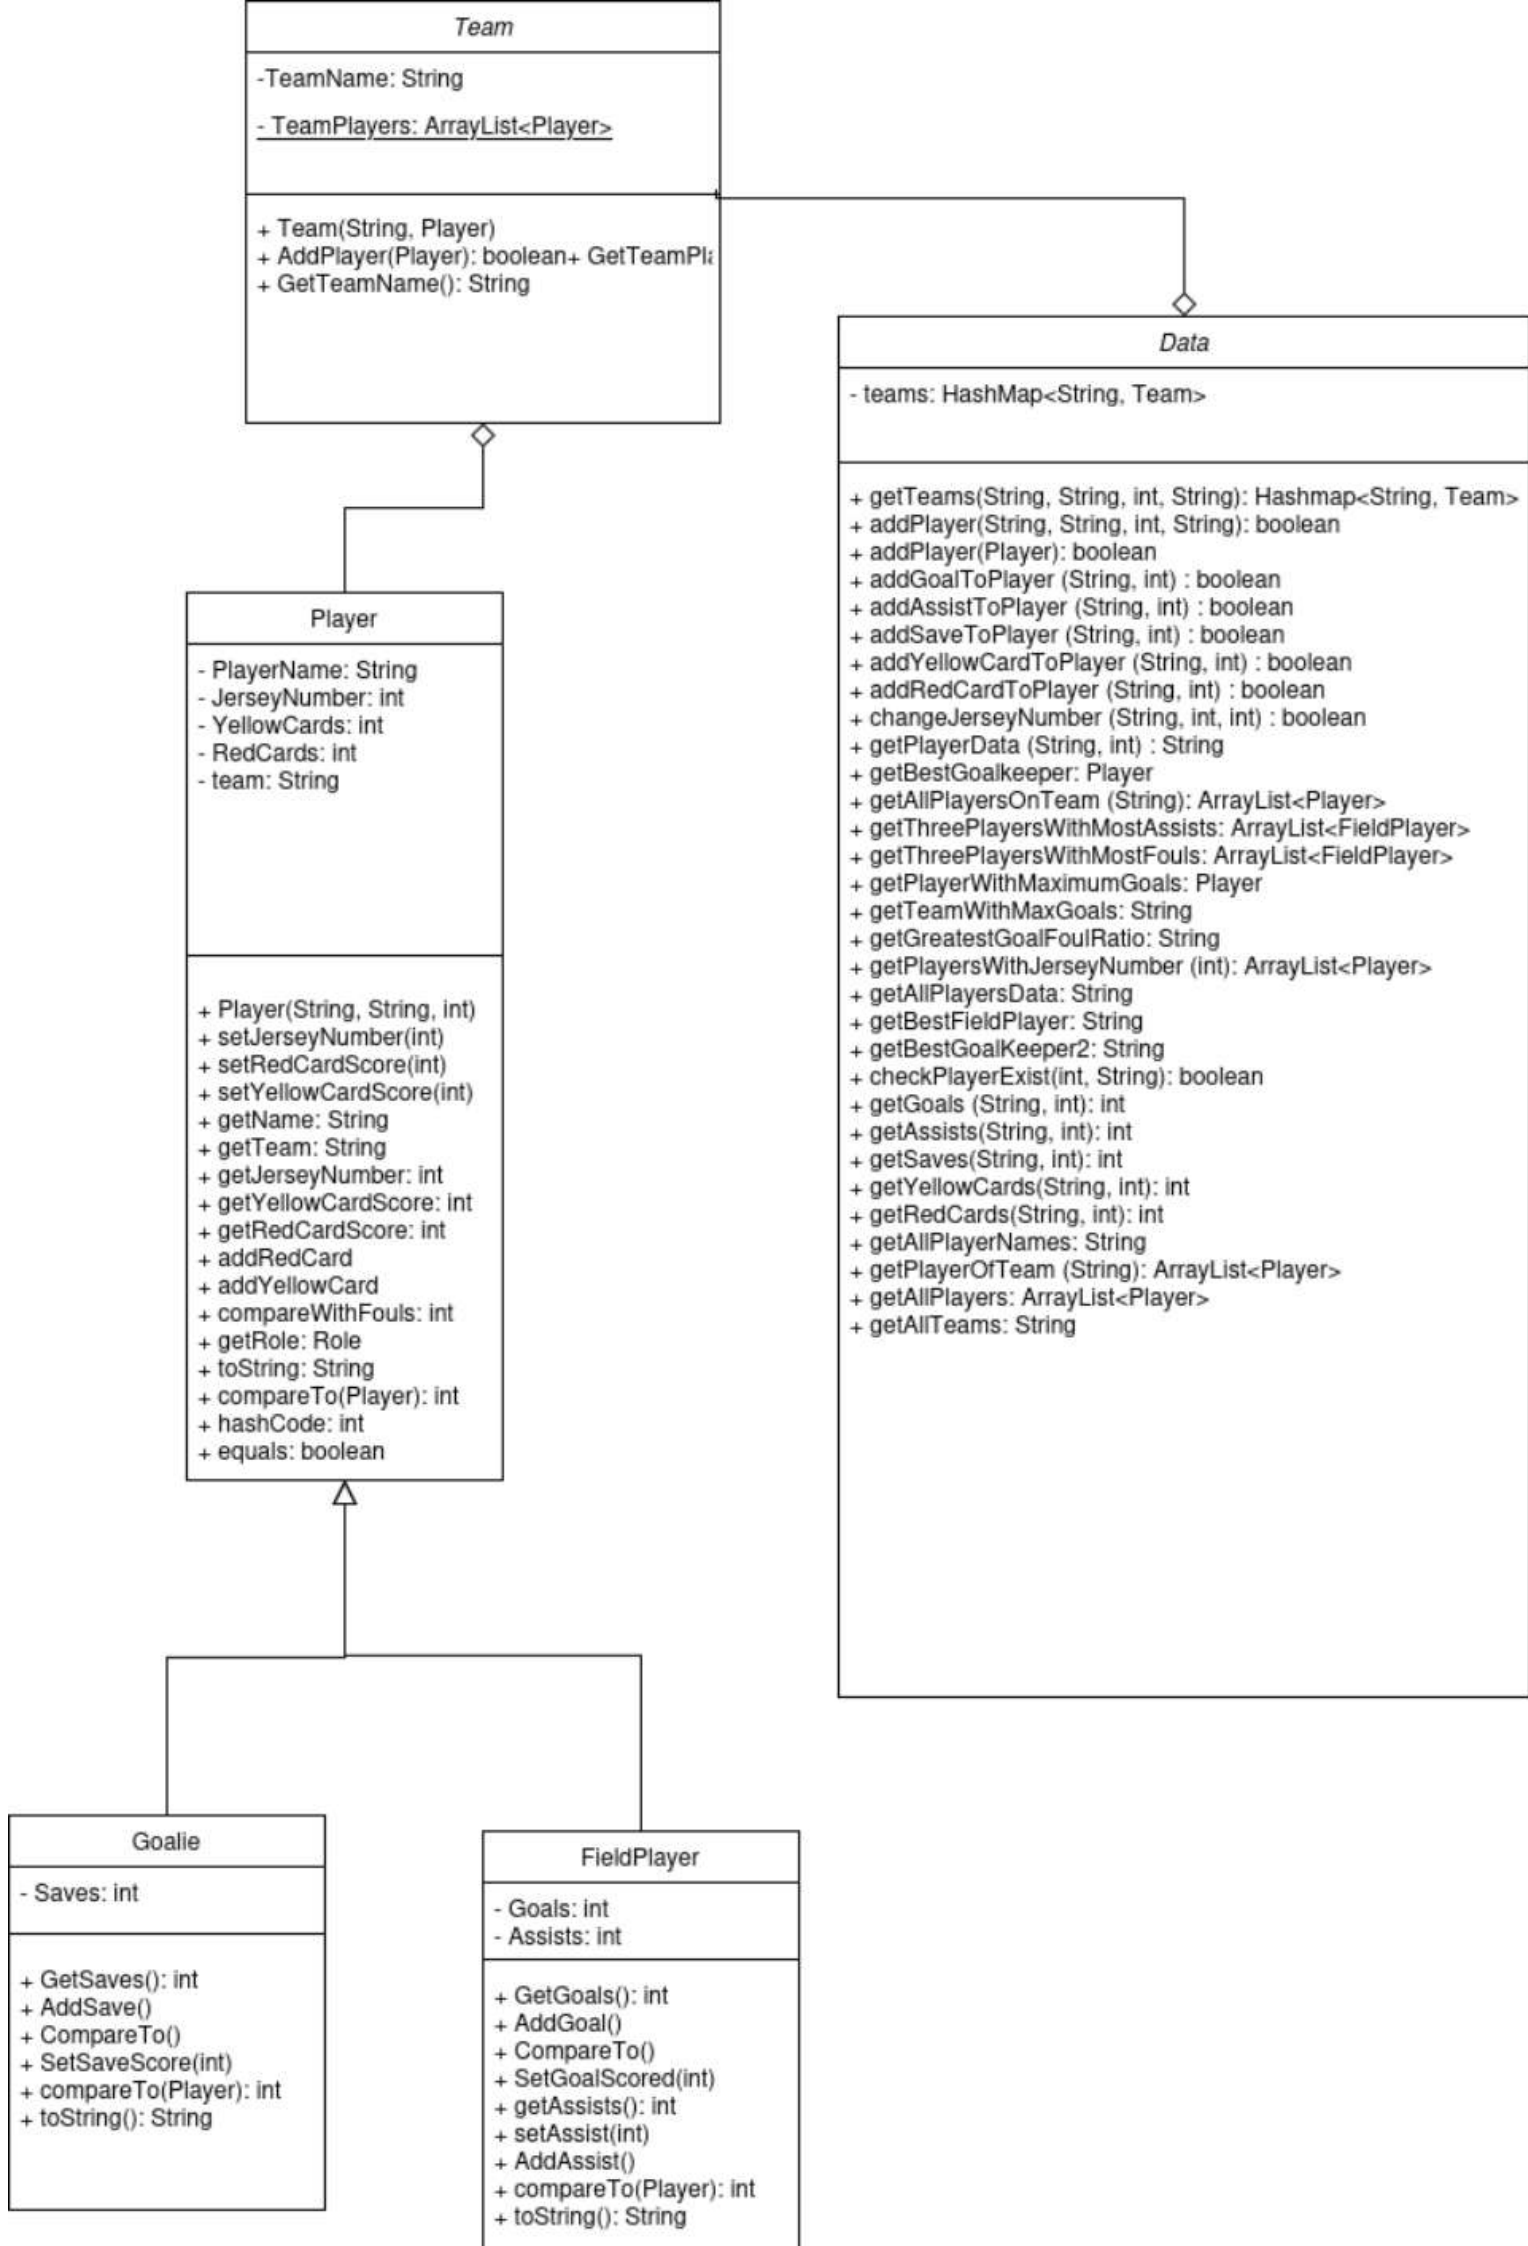 Team
-TeamName: String
- TeamPlayers: ArrayList<Player>
+ Team(String, Player)
+ AddPlayer(Player): boolean+
+ GetTeamName(): String
Data
- teams: HashMap<String, Team>
+ getTeams(String, String, int, String): Hashmap<String, Team>
+ addPlayer(String, String, int, String): boolean
+ addPlayer(Player): boolean
+ addGoalToPlayer (String, int) : boolean
+ addAssistToPlayer (String, int) : boolean
+ addSaveToPlayer (String, int) : boolean
+ addYellowCardToPlayer (String, int) : boolean
+ addRedCardToPlayer (String, int) : boolean
+ changeJerseyNumber (String, int, int) : boolean
+ getPlayerData (String, int) : String
+ getBestGoalkeeper: Player
+ getAllPlayersOnTeam (String): ArrayList<Player>
+ getThreePlayersWithMostAssists: ArrayList<FieldPlayer>
+ getThreePlayersWithMostFouls: ArrayList<FieldPlayer>
+ getPlayerWithMaximumGoals: Player
+ getTeamWithMaxGoals: String
+ getGreatestGoalFoulRatio: String
+ getPlayersWithJerseyNumber (int): ArrayList<Player>
+ getAllPlayersData: String
+ getBestFieldPlayer: String
+ getBestGoalKeeper2: String
+ checkPlayerExist(int, String): boolean
+ getGoals (String, int): int
+ getAssists(String, int): int
+ getSaves(String, int): int
+ getYellowCards(String, int): int
+ getRedCards(String, int): int
+ getAllPlayerNames: String
+ getPlayerOfTeam (String): ArrayList<Player>
+ getAllPlayers: ArrayList<Player>
+ getAllTeams: String
Player
- PlayerName: String
- JerseyNumber: int
- YellowCards: int
- RedCards: int
- team: String
+ Player(String, String, int)
+ setJerseyNumber(int)
+ setRedCardScore(int)
+ setYellowCardScore(int)
+ getName: String
+ getTeam: String
+ getJerseyNumber: int
+ getYellowCardScore: int
+ getRedCardScore: int
+ addRedCard
+ addYellowCard
+ compareWithFouls: int
+ getRole: Role
+ toString: String
+ compareTo(Player): int
+ hashCode: int
+ equals: boolean
Goalie
- Saves: int
+ GetSaves(): int
+ AddSave()
+ CompareTo()
+ SetSaveScore(int)
+ compareTo(Player): int
+ toString(): String
FieldPlayer
- Goals: int
- Assists: int
+ GetGoals(): int
+ AddGoal()
+ CompareTo()
+ SetGoalScored(int)
+ getAssists(): int
+ setAssist(int)
+ AddAssist()
+ compareTo(Player): int
+ toString(): String